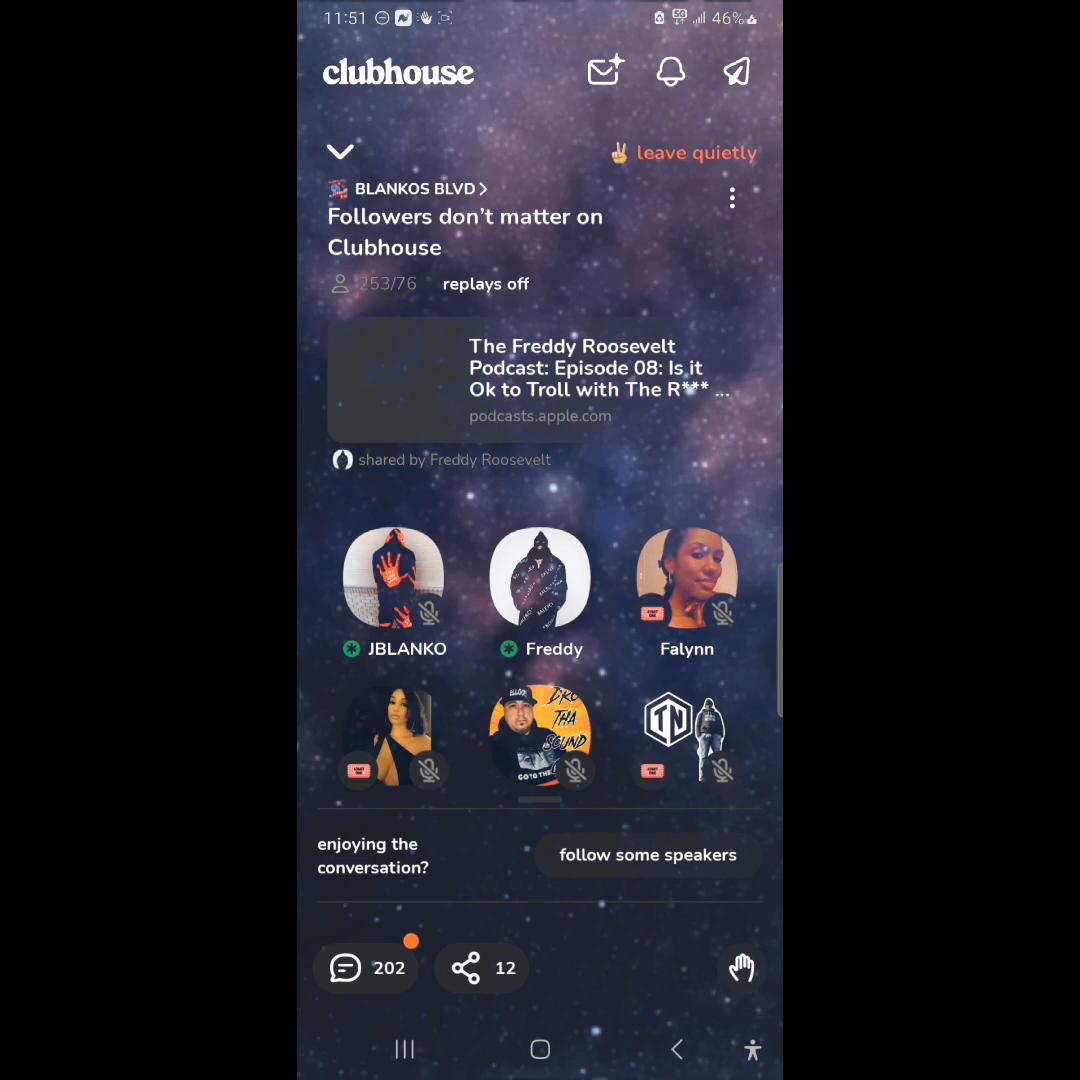 11:51 5G 46%
clubhouse
leave quietly
BLANKOS BLVD
Followers don't matter on
Clubhouse
253/76 replays off
The Freddy Roosevelt
Podcast: Episode 08: Is it
Ok to Troll with The R*** ...
podcasts.apple.com
shared by Freddy Roosevelt
JBLANKO Freddy Falynn
DRO
THA
SOUND
TN
enjoying the
conversation?
follow some speakers
202 12